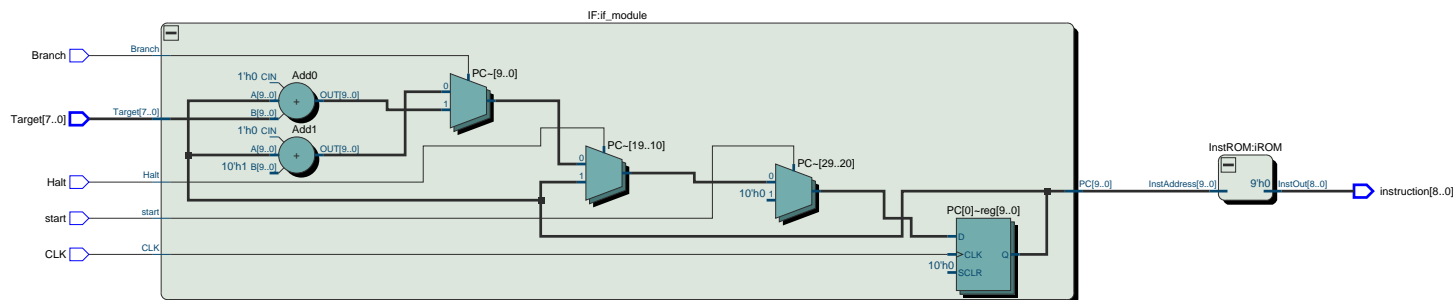 IF:if_module
Branch
Branch
Target[7..0]
Target[7..0]
Halt
Halt
start
start
CLK
CLK
1'h0 CIN
Add0
A[9..0]
B[9..0]
+
OUT[9..0]
1'h0 CIN
Add1
A[9..0]
10'h1 B[9..0]
+
OUT[9..0]
PC~[9..0]
0
1
PC~[19..10]
0
1
PC~[29..20]
0
10'h0 1
PC[0]~reg[9..0]
D
CLK
Q
10'h0
SCLR
PC[9..0]
InstROM:iROM
InstAddress[9..0]
9'h0
InstOut[8..0]
instruction[8..0]